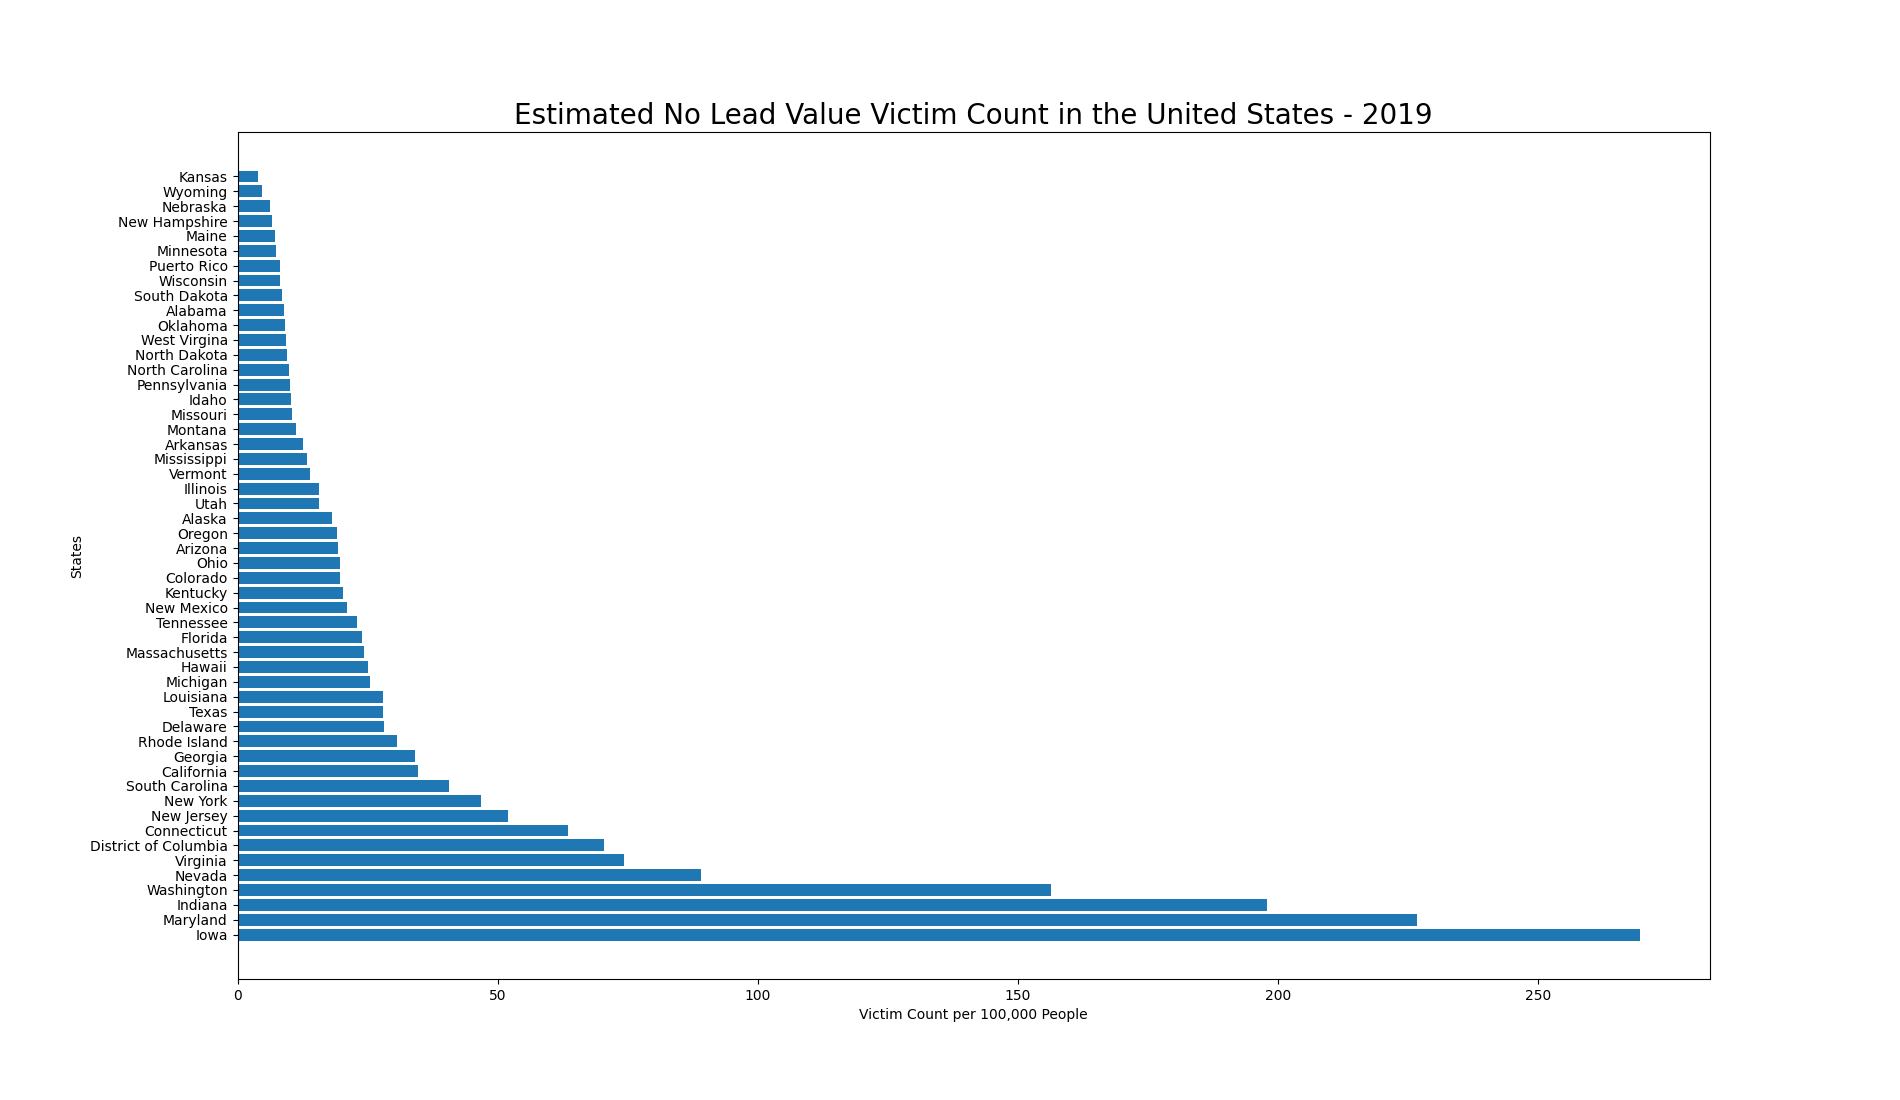 Estimated No Lead Value Victim Count in the United States - 2019
Kansas
Wyoming
Nebraska
New Hampshire
Maine
Minnesota
Puerto Rico
Wisconsin
South Dakota
Alabama
Oklahoma
West Virgina
North Dakota
North Carolina
Pennsylvania
Idaho
Missouri
Montana
Arkansas
Mississippi
Vermont
Illinois
Utah
Alaska
Oregon
Arizona
Ohio
Colorado
Kentucky
New Mexico
Tennessee
Florida
Massachusetts
Hawaii
Michigan
Louisiana
Texas
Delaware
Rhode Island
Georgia
California
South Carolina
New York
New Jersey
Connecticut
District of Columbia
Virginia
Nevada
Washington
Indiana
Maryland
Iowa
States
0 50 100 150 200 250
Victim Count per 100,000 People